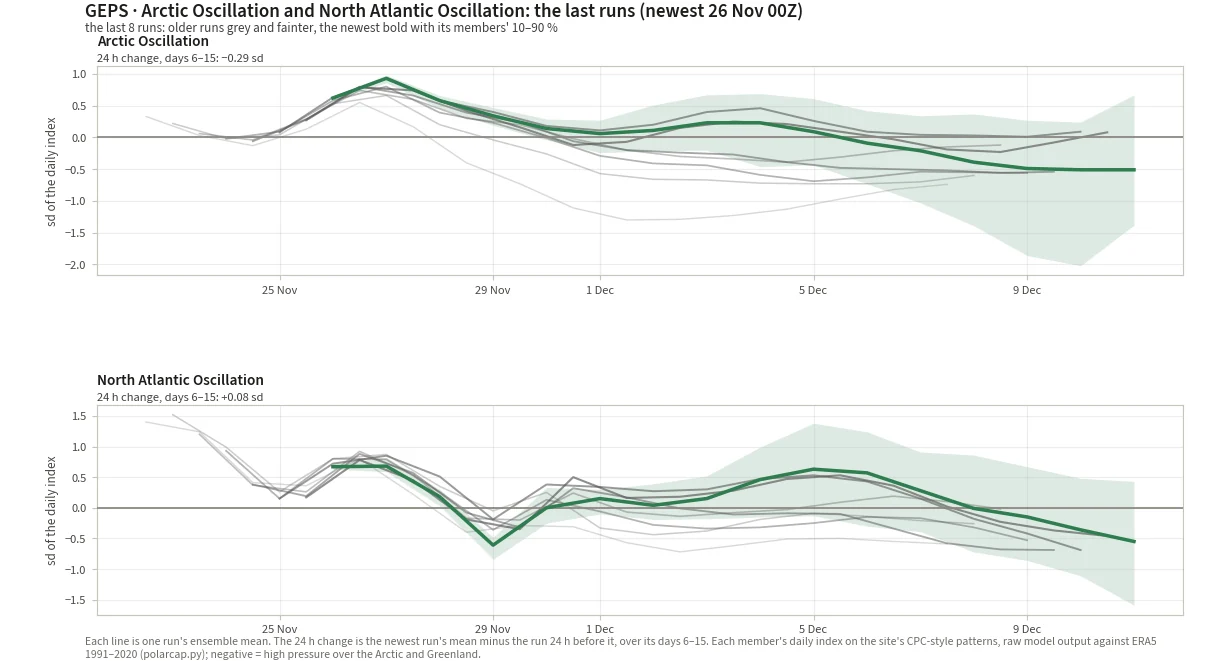 GEPS · Arctic Oscillation and North Atlantic Oscillation: the last runs (newest 26 Nov 00Z)
the last 8 runs: older runs grey and fainter, the newest bold with its members' 10–90 %
Arctic Oscillation
24 h change, days 6–15: −0.29 sd
sd of the daily index
1.0
0.5
0.0
−0.5
−1.0
−1.5
−2.0
25 Nov
29 Nov
1 Dec
5 Dec
9 Dec
North Atlantic Oscillation
24 h change, days 6–15: +0.08 sd
sd of the daily index
1.5
1.0
0.5
0.0
−0.5
−1.0
−1.5
25 Nov
29 Nov
1 Dec
5 Dec
9 Dec
Each line is one run's ensemble mean. The 24 h change is the newest run's mean minus the run 24 h before it, over its days 6–15. Each member's daily index on the site's CPC-style patterns, raw model output against ERA5
1991–2020 (polarcap.py); negative = high pressure over the Arctic and Greenland.